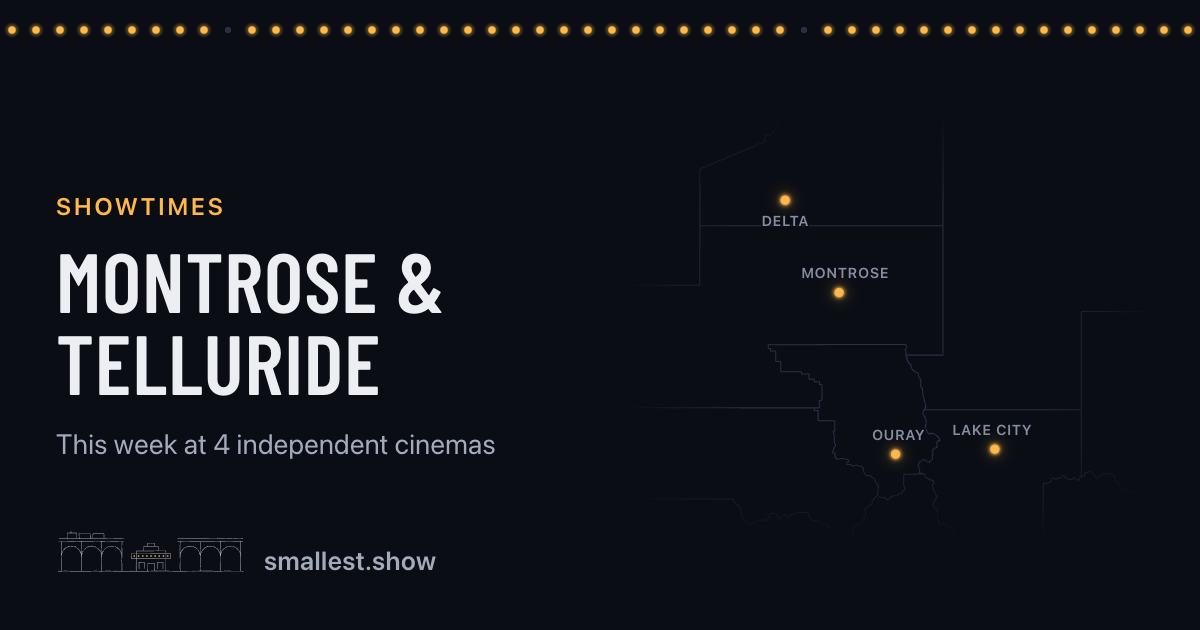 SHOWTIMES
MONTROSE &
TELLURIDE
This week at 4 independent cinemas
smallest.show
DELTA
MONTROSE
OURAY
LAKE CITY